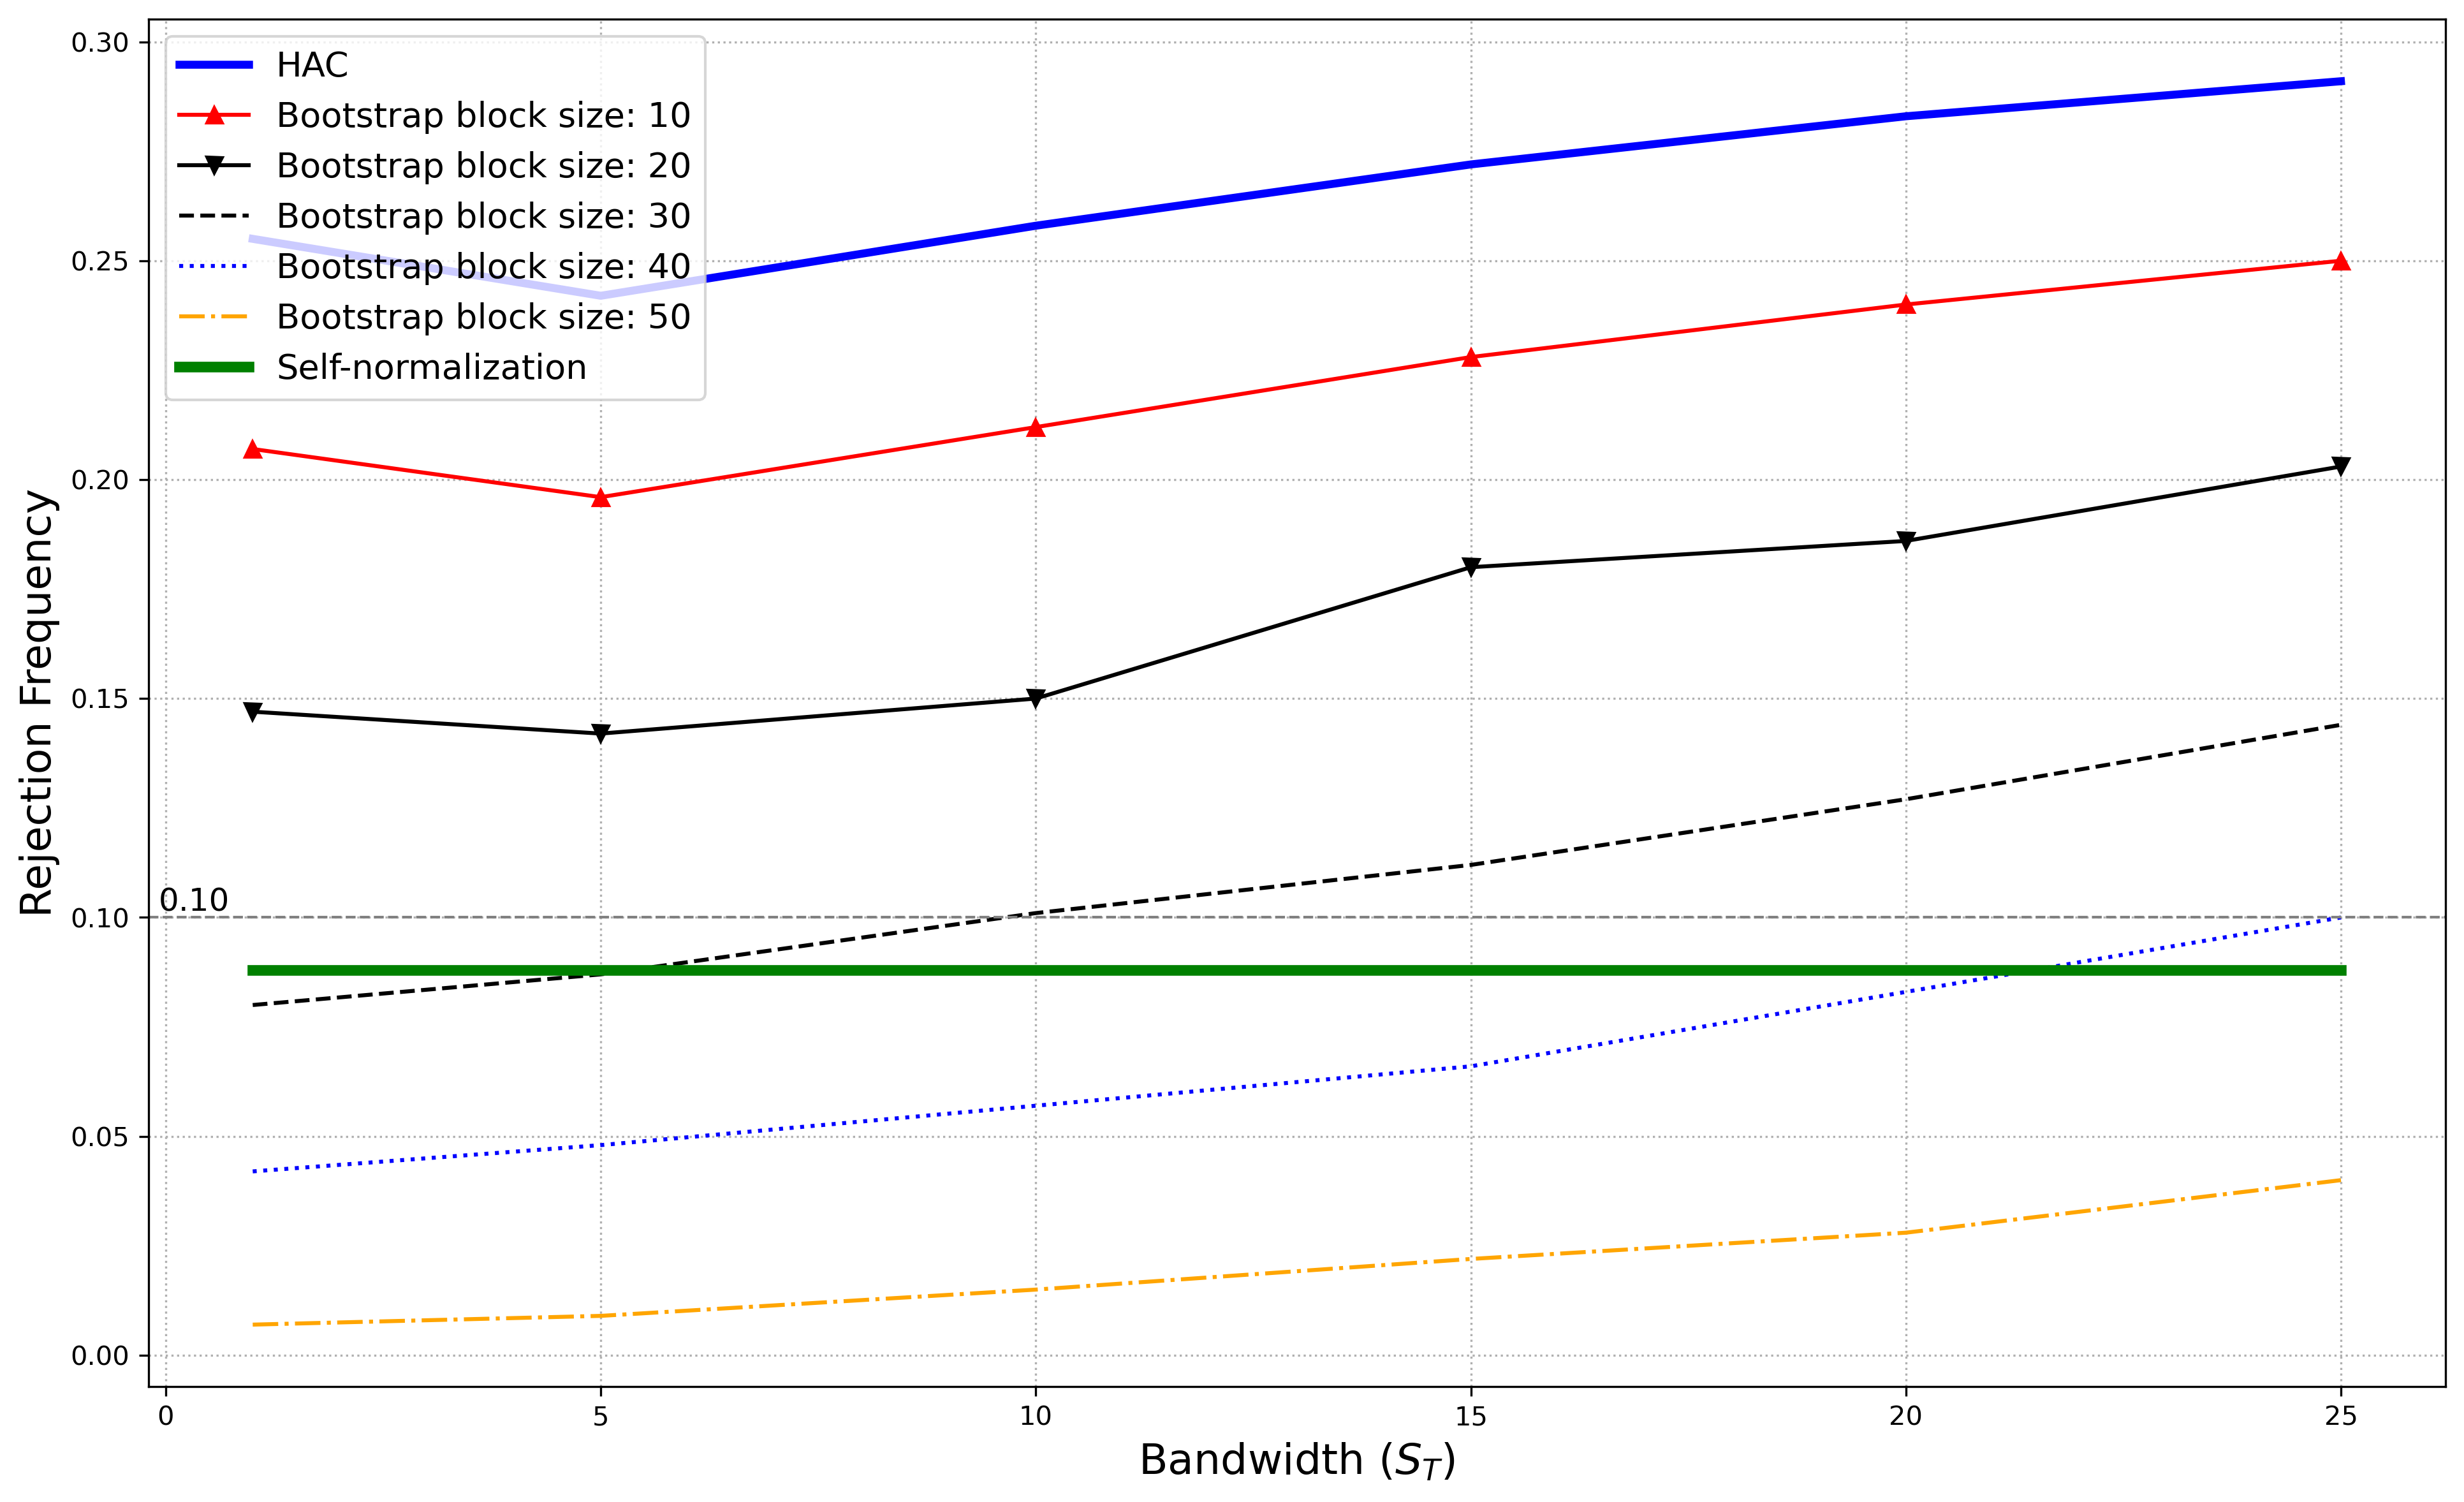 HAC
Bootstrap block size: 10
Bootstrap block size: 20
Bootstrap block size: 30
Bootstrap block size: 40
Bootstrap block size: 50
Self-normalization
Rejection Frequency
0.30
0.25
0.20
0.15
0.10
0.05
0.00
0.10
0 5 10 15 20 25
Bandwidth (S_T)